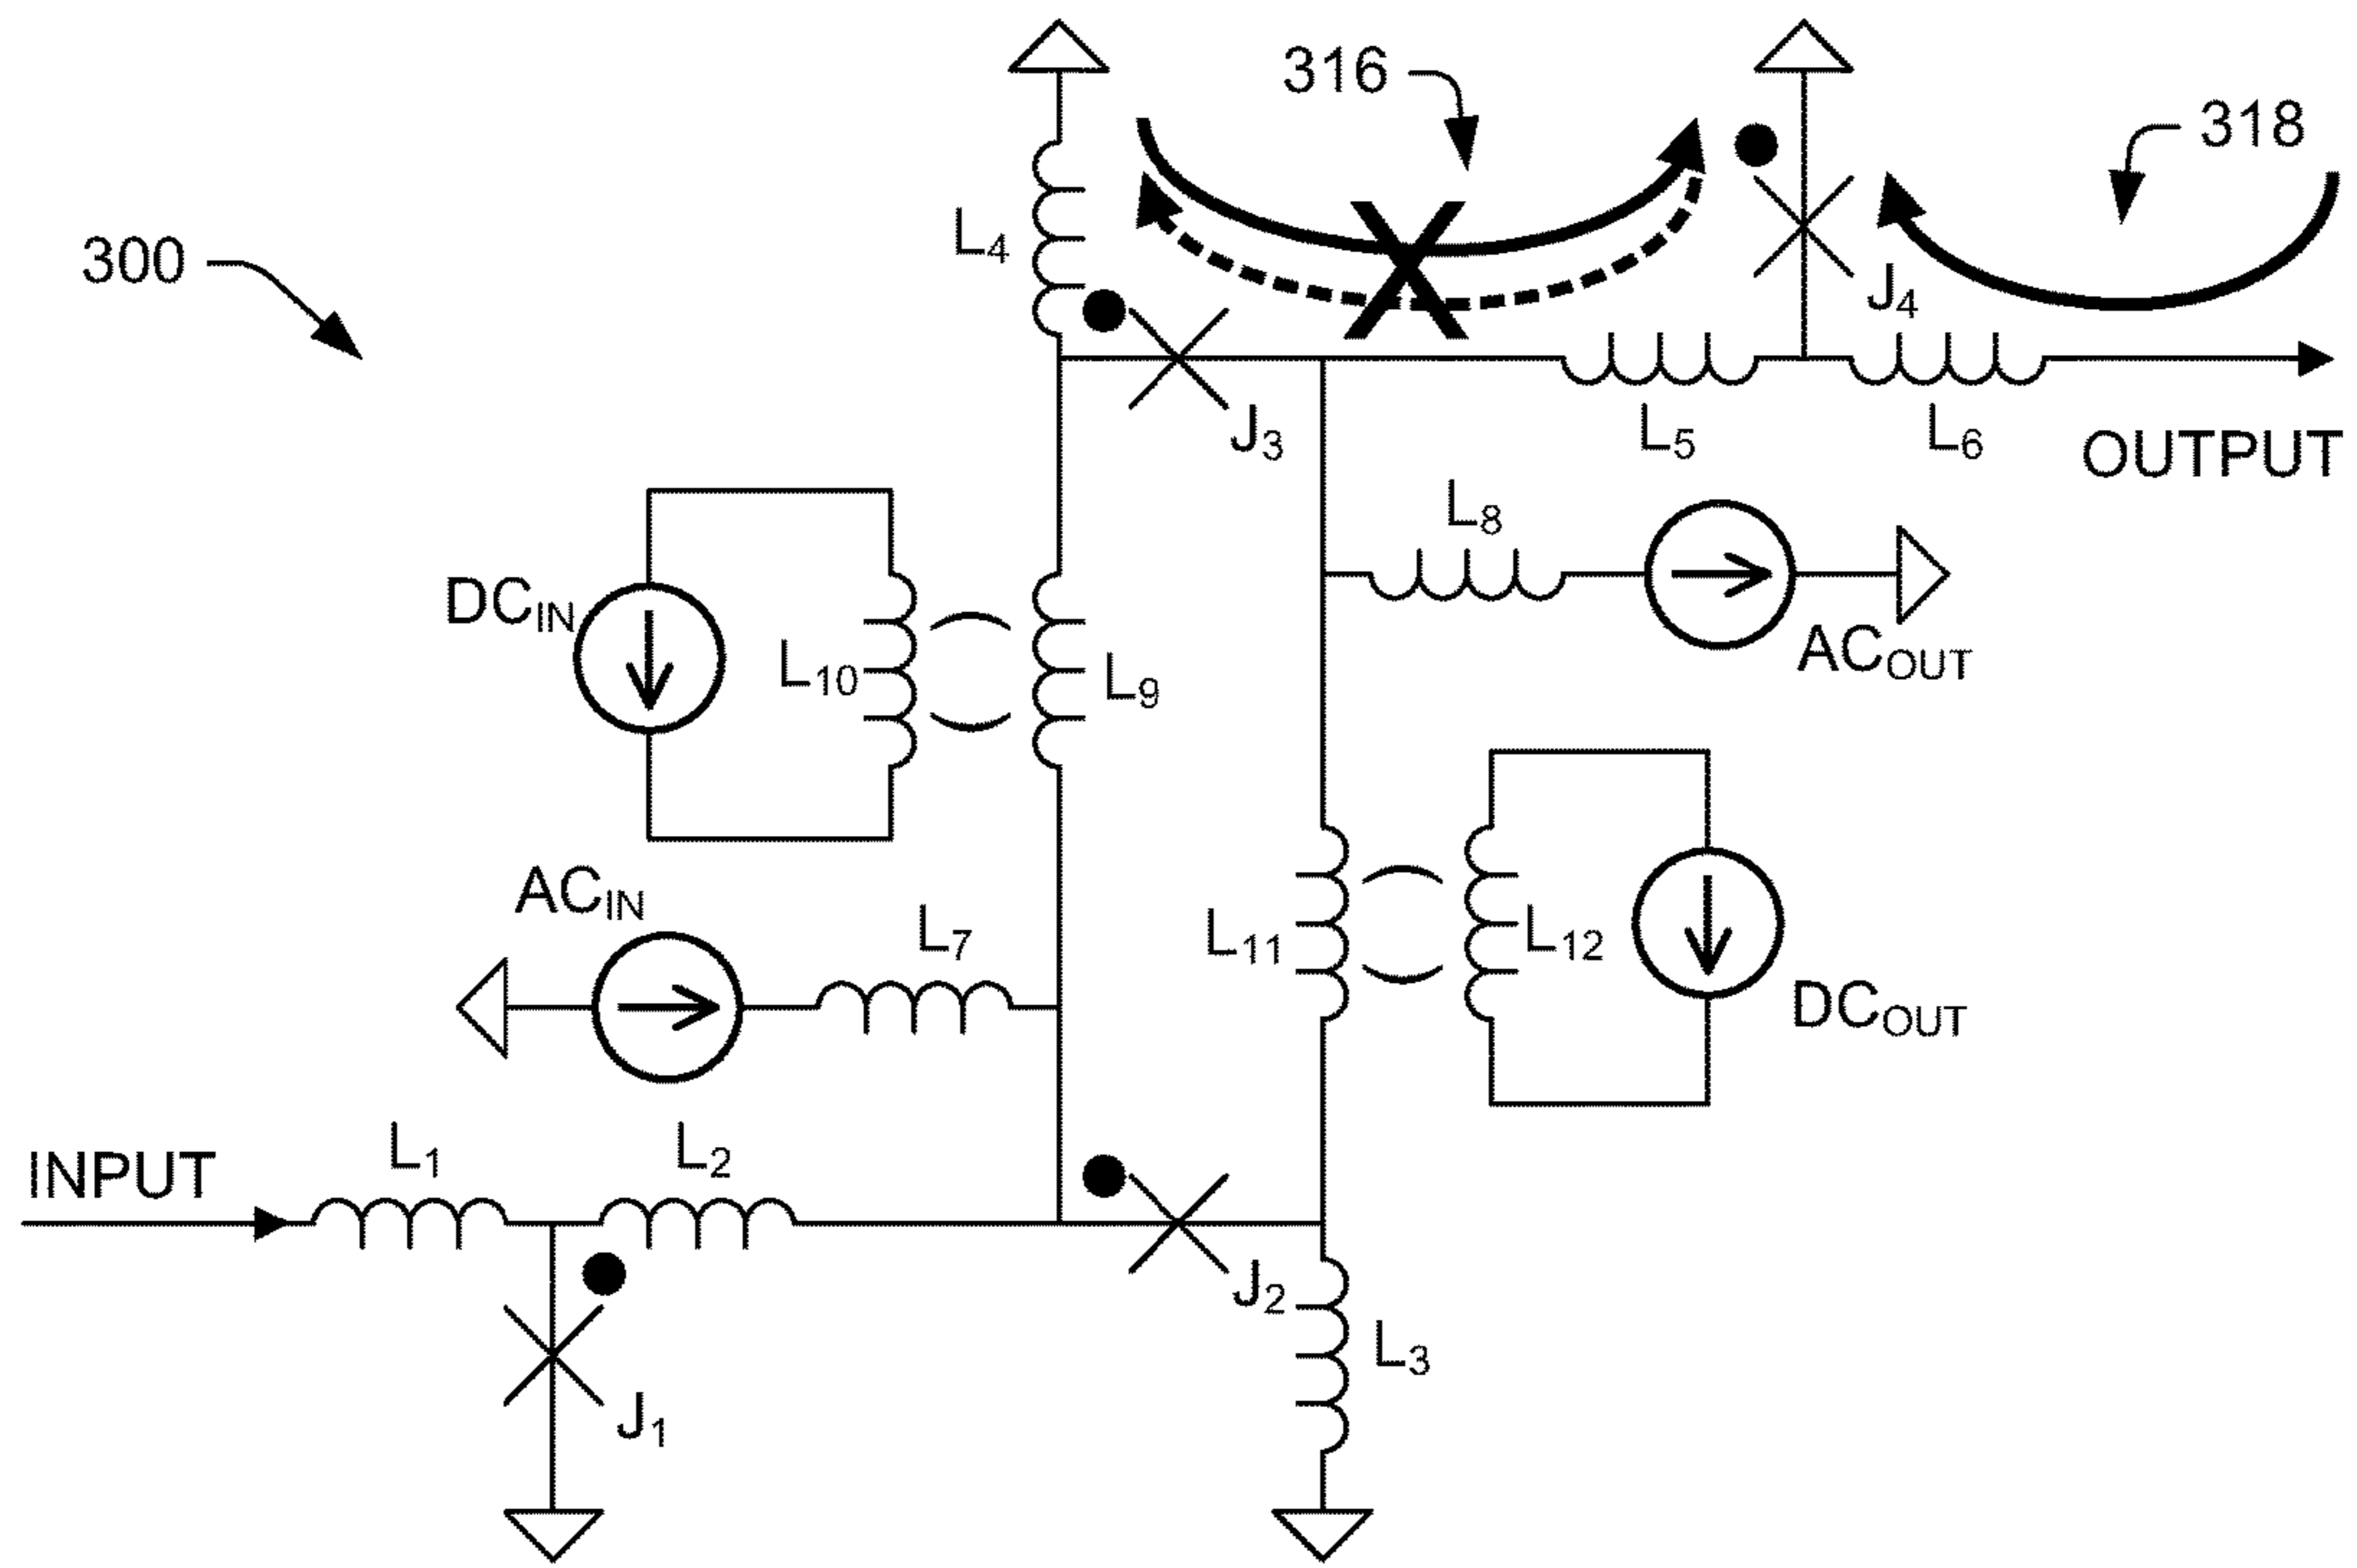 316
318
300
L4
J4
J3
L5
L6
OUTPUT
L8
DCIN
L10
L9
ACOUT
ACIN
L7
L11
L12
DCOUT
INPUT
L1
L2
J2
L3
J1